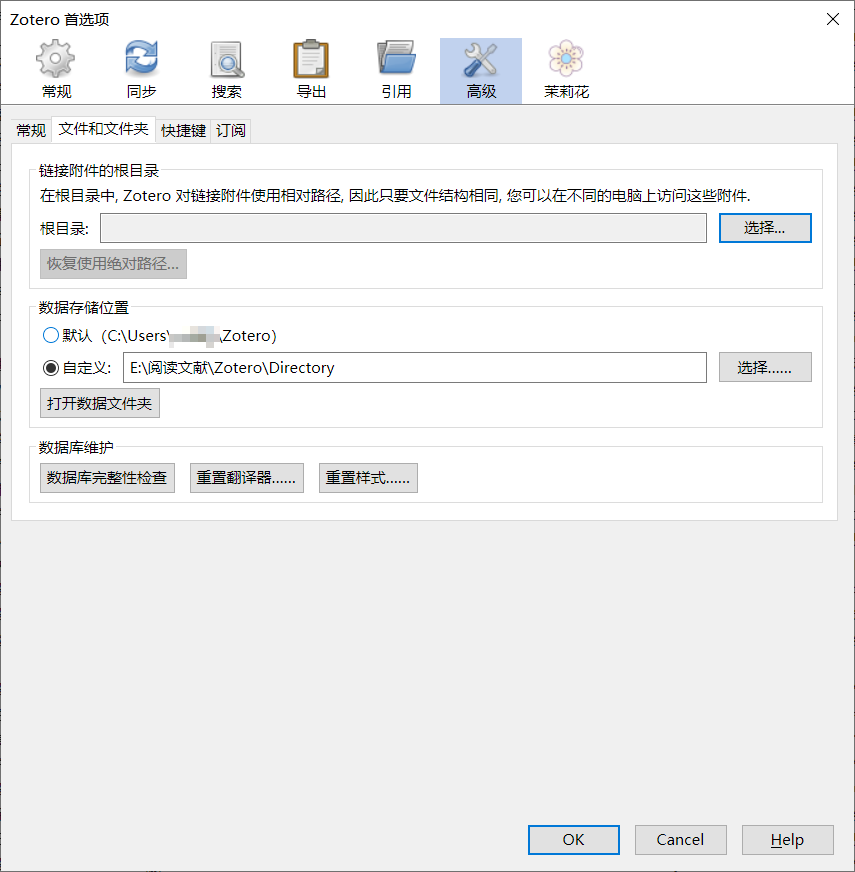 Zotero 首选项
常规 同步 搜索 导出 引用 高级 茉莉花
常规 文件和文件夹 快捷键 订阅
链接附件的根目录
在根目录中, Zotero 对链接附件使用相对路径, 因此只要文件结构相同, 您可以在不同的电脑上访问这些附件.
根目录: 选择...
恢复使用绝对路径...
数据存储位置
默认（C:\Users\ \Zotero）
自定义: E:\阅读文献\Zotero\Directory 选择......
打开数据文件夹
数据库维护
数据库完整性检查 重置翻译器...... 重置样式......
OK Cancel Help